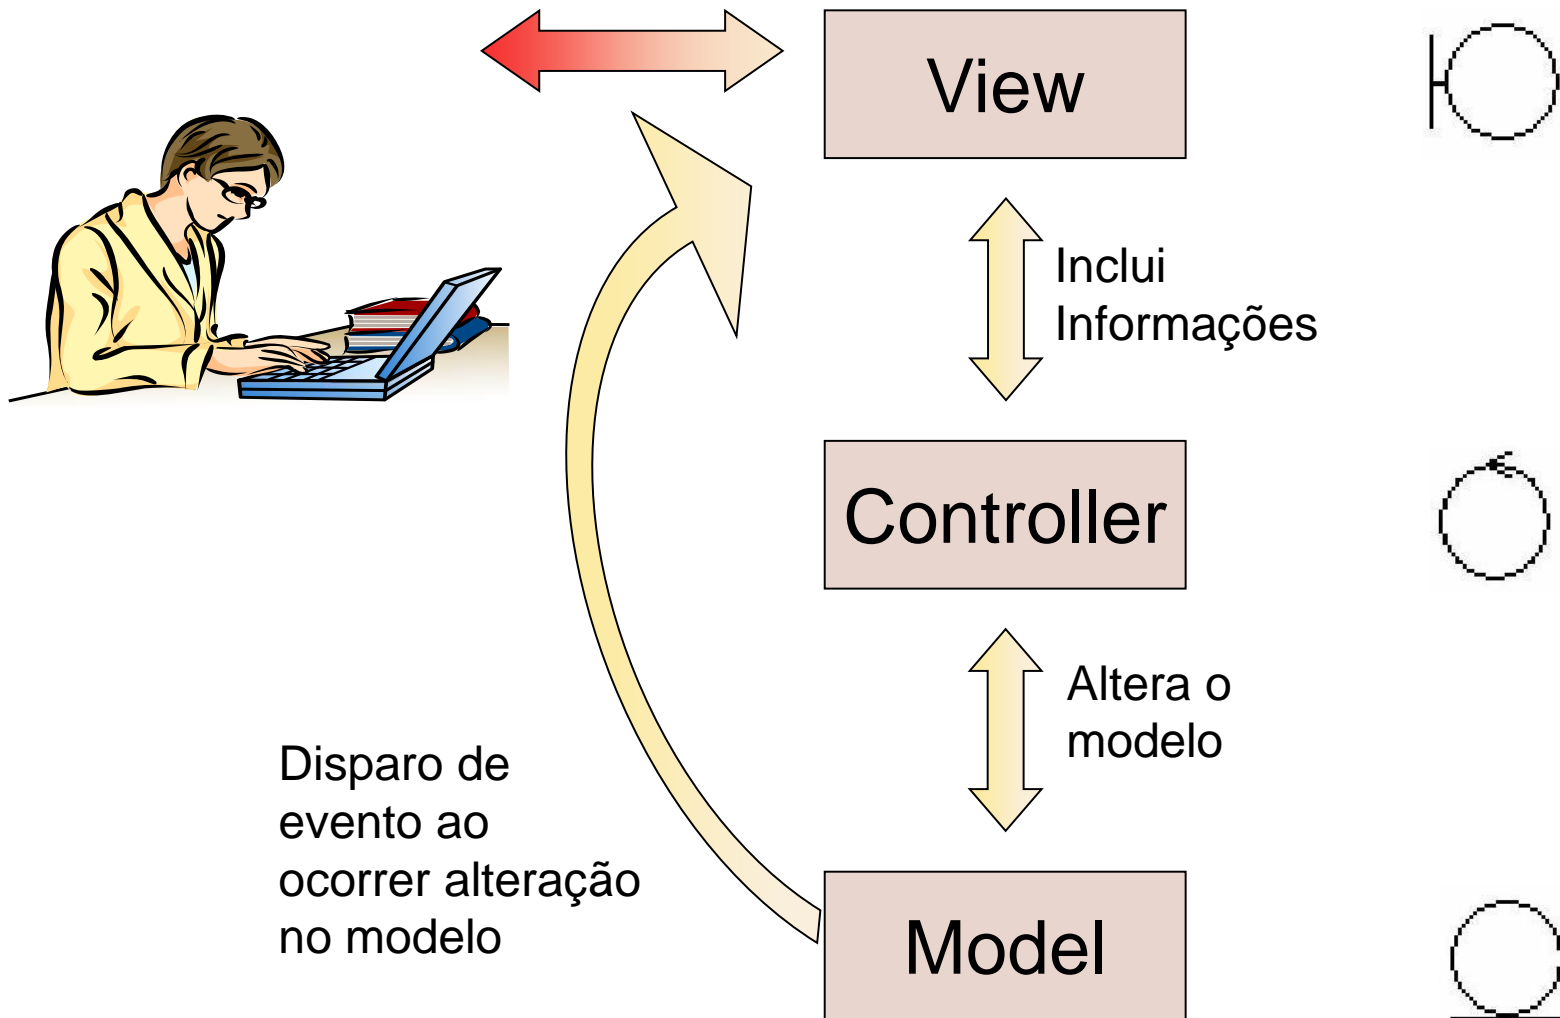 View
Inclui
Informações
Controller
Altera o
modelo
Disparo de
evento ao
ocorrer alteração
no modelo
Model